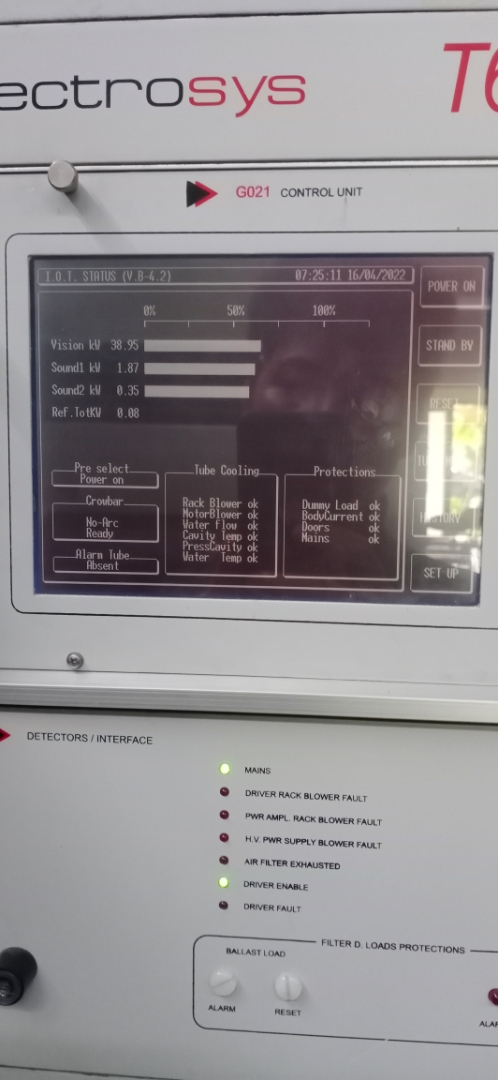 ectrosys T6
G021 CONTROL UNIT
I.O.T. STATUS (V.B-4.2) 07:25:11 16/04/2022
POWER ON
0% 50% 100%
Vision kW 38.95
STAND BY
Sound1 kW 1.87
Sound2 kW 0.35
RESET
Ref.TotKW 0.08
Pre select
Power on
Tube Cooling
Protections
Crowbar
No-Arc
Ready
Rack Blower ok
MotorBlower ok
Water flow ok
Cavity Temp ok
PressCavity ok
Water Temp ok
Dummy Load ok
BodyCurrent ok
Doors ok
Mains ok
HISTORY
Alarm Tube
Absent
SET UP
DETECTORS / INTERFACE
MAINS
DRIVER RACK BLOWER FAULT
PWR AMPL. RACK BLOWER FAULT
H.V. PWR SUPPLY BLOWER FAULT
AIR FILTER EXHAUSTED
DRIVER ENABLE
DRIVER FAULT
FILTER D. LOADS PROTECTIONS
BALLAST LOAD
ALARM RESET
ALAR